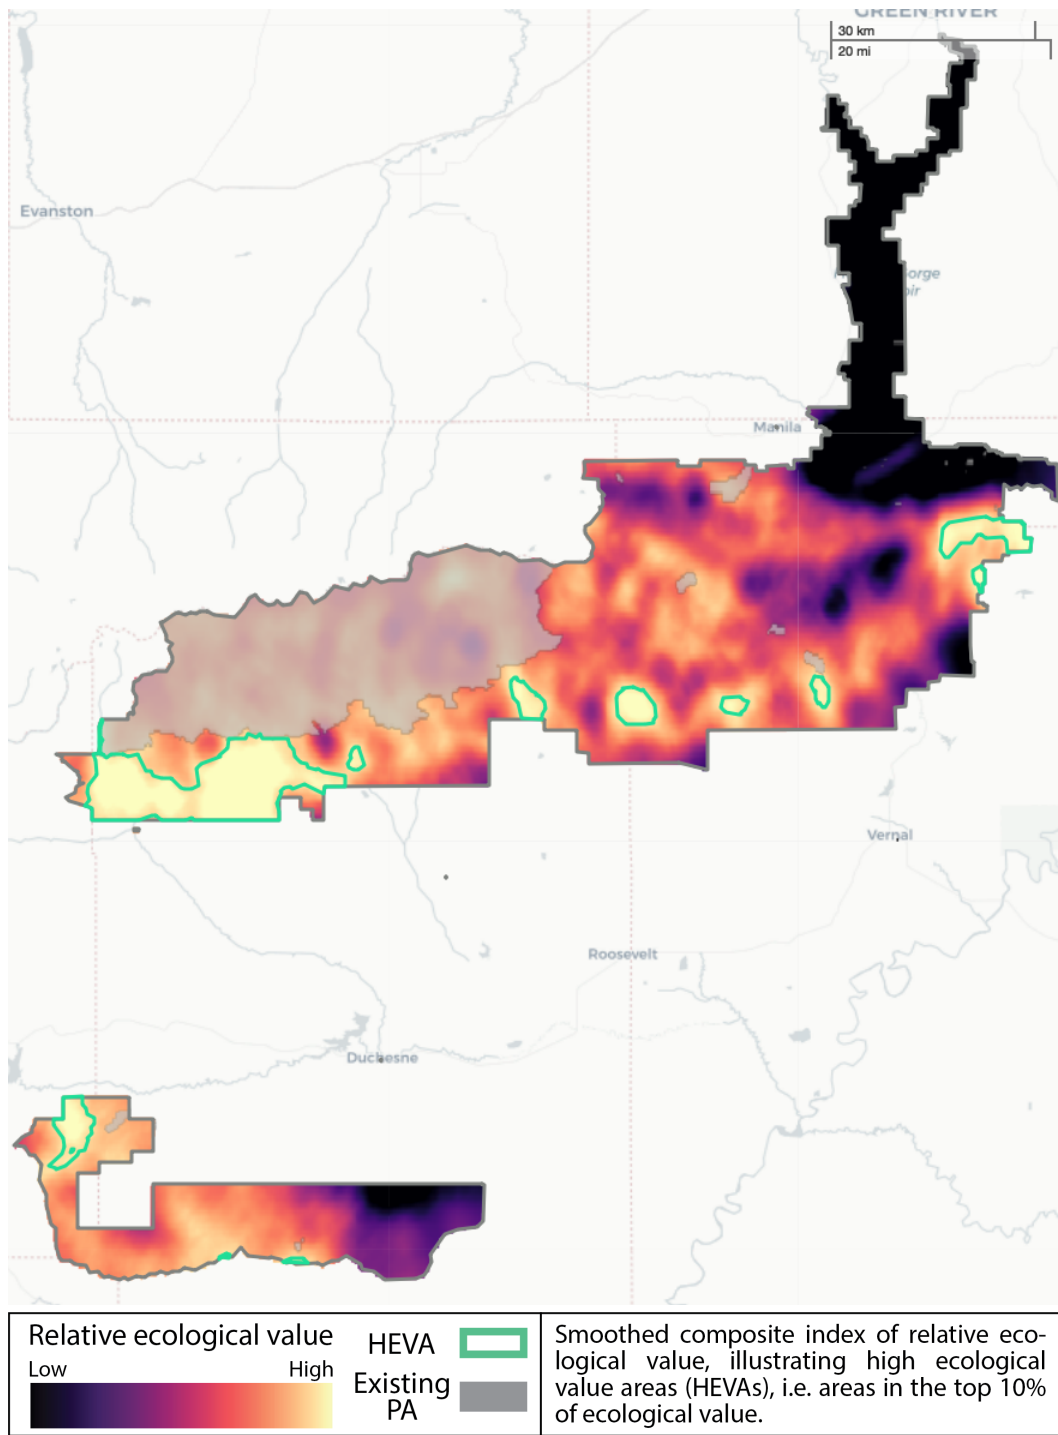 GREEN RIVER
30 km
20 mi
Evanston
orge
oir
Manila
Vernal
Roosevelt
Duchesne
Relative ecological value
Low High
HEVA
Existing
PA
Smoothed composite index of relative eco-
logical value, illustrating high ecological
value areas (HEVAs), i.e. areas in the top 10%
of ecological value.